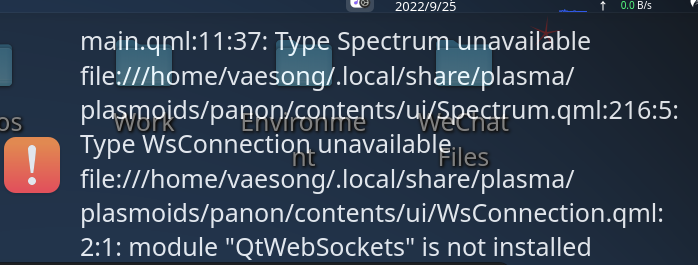 2022/9/25
↑ 0.0 B/s
main.qml:11:37: Type Spectrum unavailable
file:///home/vaesong/.local/share/plasma/
plasmoids/panon/contents/ui/Spectrum.qml:216:5:
Type WsConnection unavailable
file:///home/vaesong/.local/share/plasma/
plasmoids/panon/contents/ui/WsConnection.qml:
2:1: module "QtWebSockets" is not installed
os
Work
Environme
nt
WeChat
Files